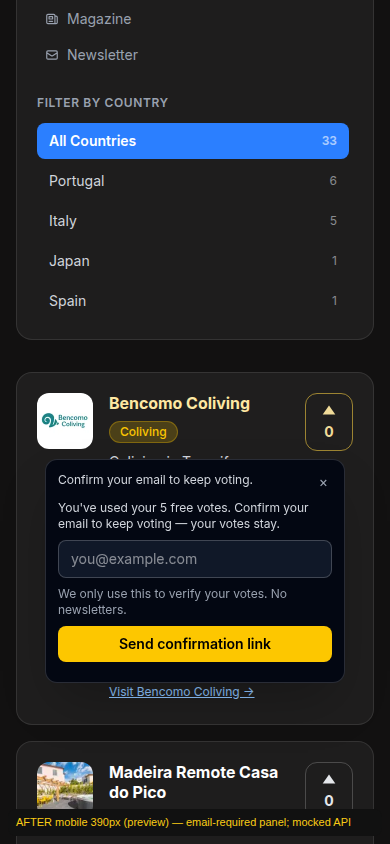 Magazine
Newsletter
FILTER BY COUNTRY
All Countries 33
Portugal 6
Italy 5
Japan 1
Spain 1
Bencomo Coliving
Bencomo
Coliving
Coliving
▲
0
Confirm your email to keep voting. ×
You've used your 5 free votes. Confirm your
email to keep voting — your votes stay.
you@example.com
We only use this to verify your votes. No
newsletters.
Send confirmation link
Visit Bencomo Coliving →
Madeira Remote Casa
do Pico
▲
0
AFTER mobile 390px (preview) — email-required panel; mocked API